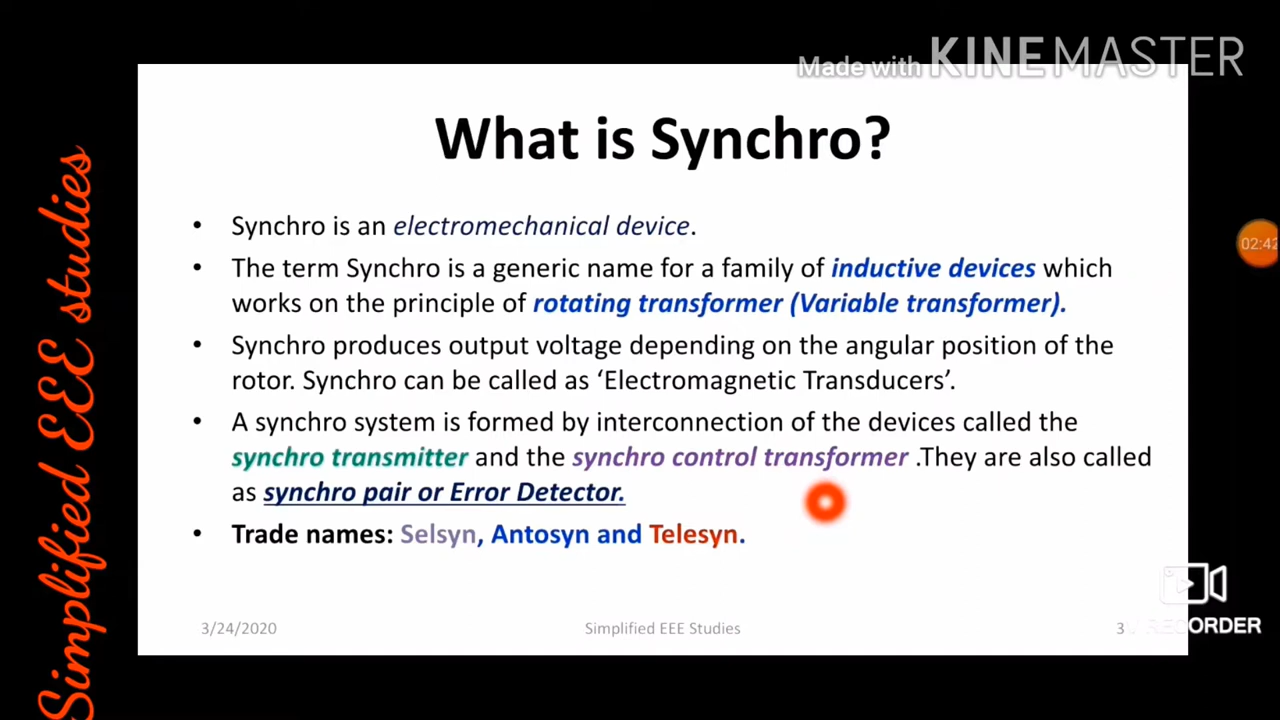 Made with KINEMASTER
What is Synchro?
• Synchro is an electromechanical device.
• The term Synchro is a generic name for a family of inductive devices which
works on the principle of rotating transformer (Variable transformer).
• Synchro produces output voltage depending on the angular position of the
rotor. Synchro can be called as ‘Electromagnetic Transducers’.
• A synchro system is formed by interconnection of the devices called the
synchro transmitter and the synchro control transformer .They are also called
as synchro pair or Error Detector.
• Trade names: Selsyn, Antosyn and Telesyn.
3/24/2020
Simplified EEE Studies
3
Simplified EEE studies
02:42
RECORDER